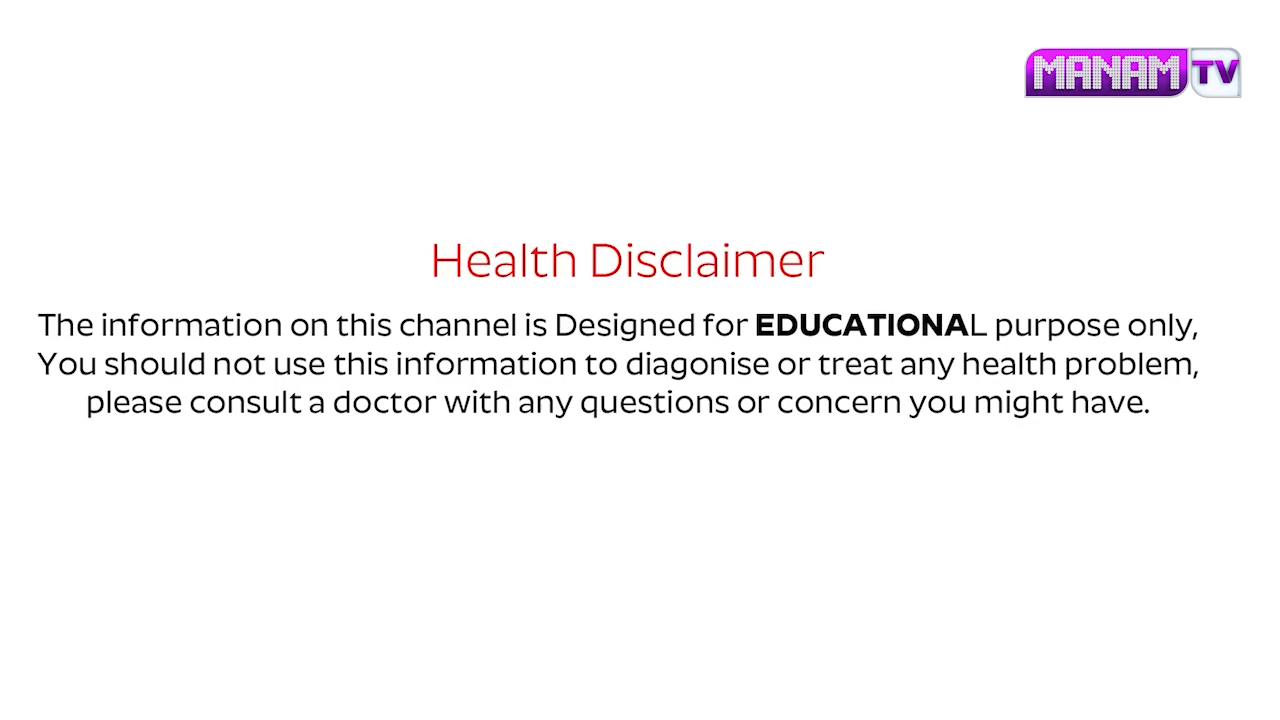 MANAM TV
Health Disclaimer
The information on this channel is Designed for EDUCATIONAL purpose only,
You should not use this information to diagonise or treat any health problem,
please consult a doctor with any questions or concern you might have.